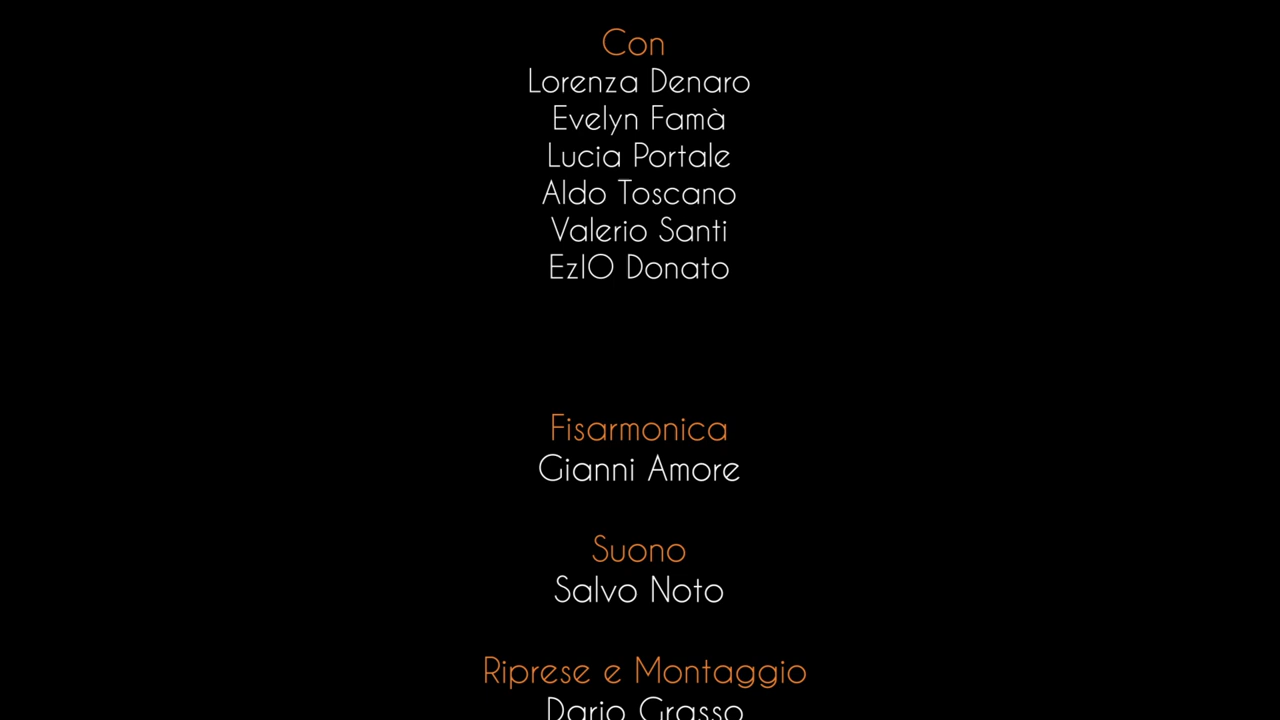 Con
Lorenza Denaro
Evelyn Famà
Lucia Portale
Aldo Toscano
Valerio Santi
EzIO Donato
Fisarmonica
Gianni Amore
Suono
Salvo Noto
Riprese e Montaggio
Dario Grasso